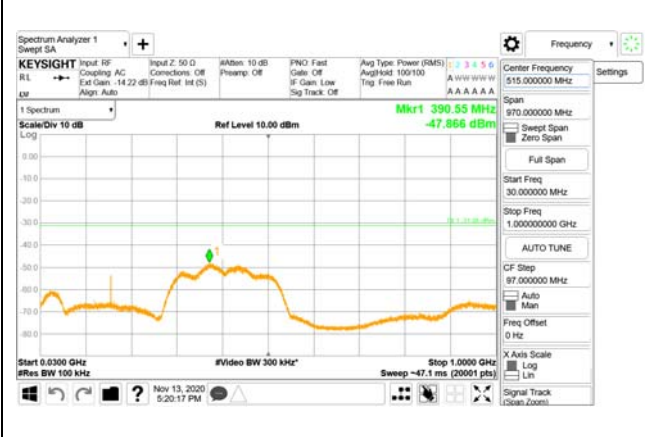 Spectrum Analyzer 1
Swept SA
+
Frequency
KEYSIGHT
RL
Input: RF
Coupling: AC
Ext Gain: -14.22 dB
Align: Auto
Input Z: 50 Ω
Corrections: Off
Freq Ref: Int (S)
#Atten: 10 dB
Preamp: Off
PNO: Fast
Gate: Off
IF Gain: Low
Sig Track: Off
Avg Type: Power (RMS)
Avg|Hold: 100/100
Trig: Free Run
1 2 3 4 5 6
A W W W W W
A A A A A A
1 Spectrum
Scale/Div 10 dB
Log
Ref Level 10.00 dBm
Mkr1 390.55 MHz
-47.866 dBm
0.00
-10.0
-20.0
-30.0
-40.0
-50.0
-60.0
-70.0
-80.0
1
Start 0.0300 GHz
#Res BW 100 kHz
#Video BW 300 kHz*
Stop 1.0000 GHz
Sweep ~47.1 ms (20001 pts)
?
Nov 13, 2020
5:20:17 PM
Center Frequency
515.000000 MHz
Settings
Span
970.000000 MHz
Swept Span
Zero Span
Full Span
Start Freq
30.000000 MHz
Stop Freq
1.000000000 GHz
AUTO TUNE
CF Step
97.000000 MHz
Auto
Man
Freq Offset
0 Hz
X Axis Scale
Log
Lin
Signal Track
(Span Zoom)